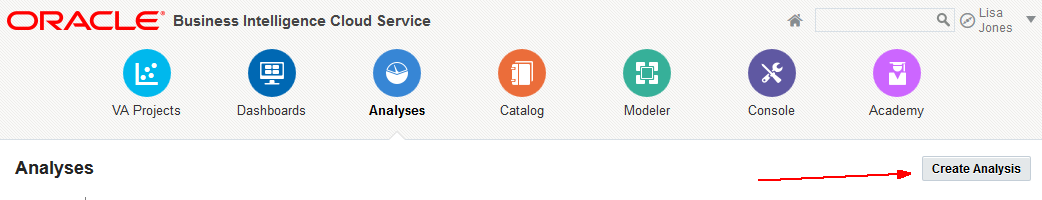 ORACLE® Business Intelligence Cloud Service
Lisa
Jones
VA Projects Dashboards Analyses Catalog Modeler Console Academy
Analyses
Create Analysis